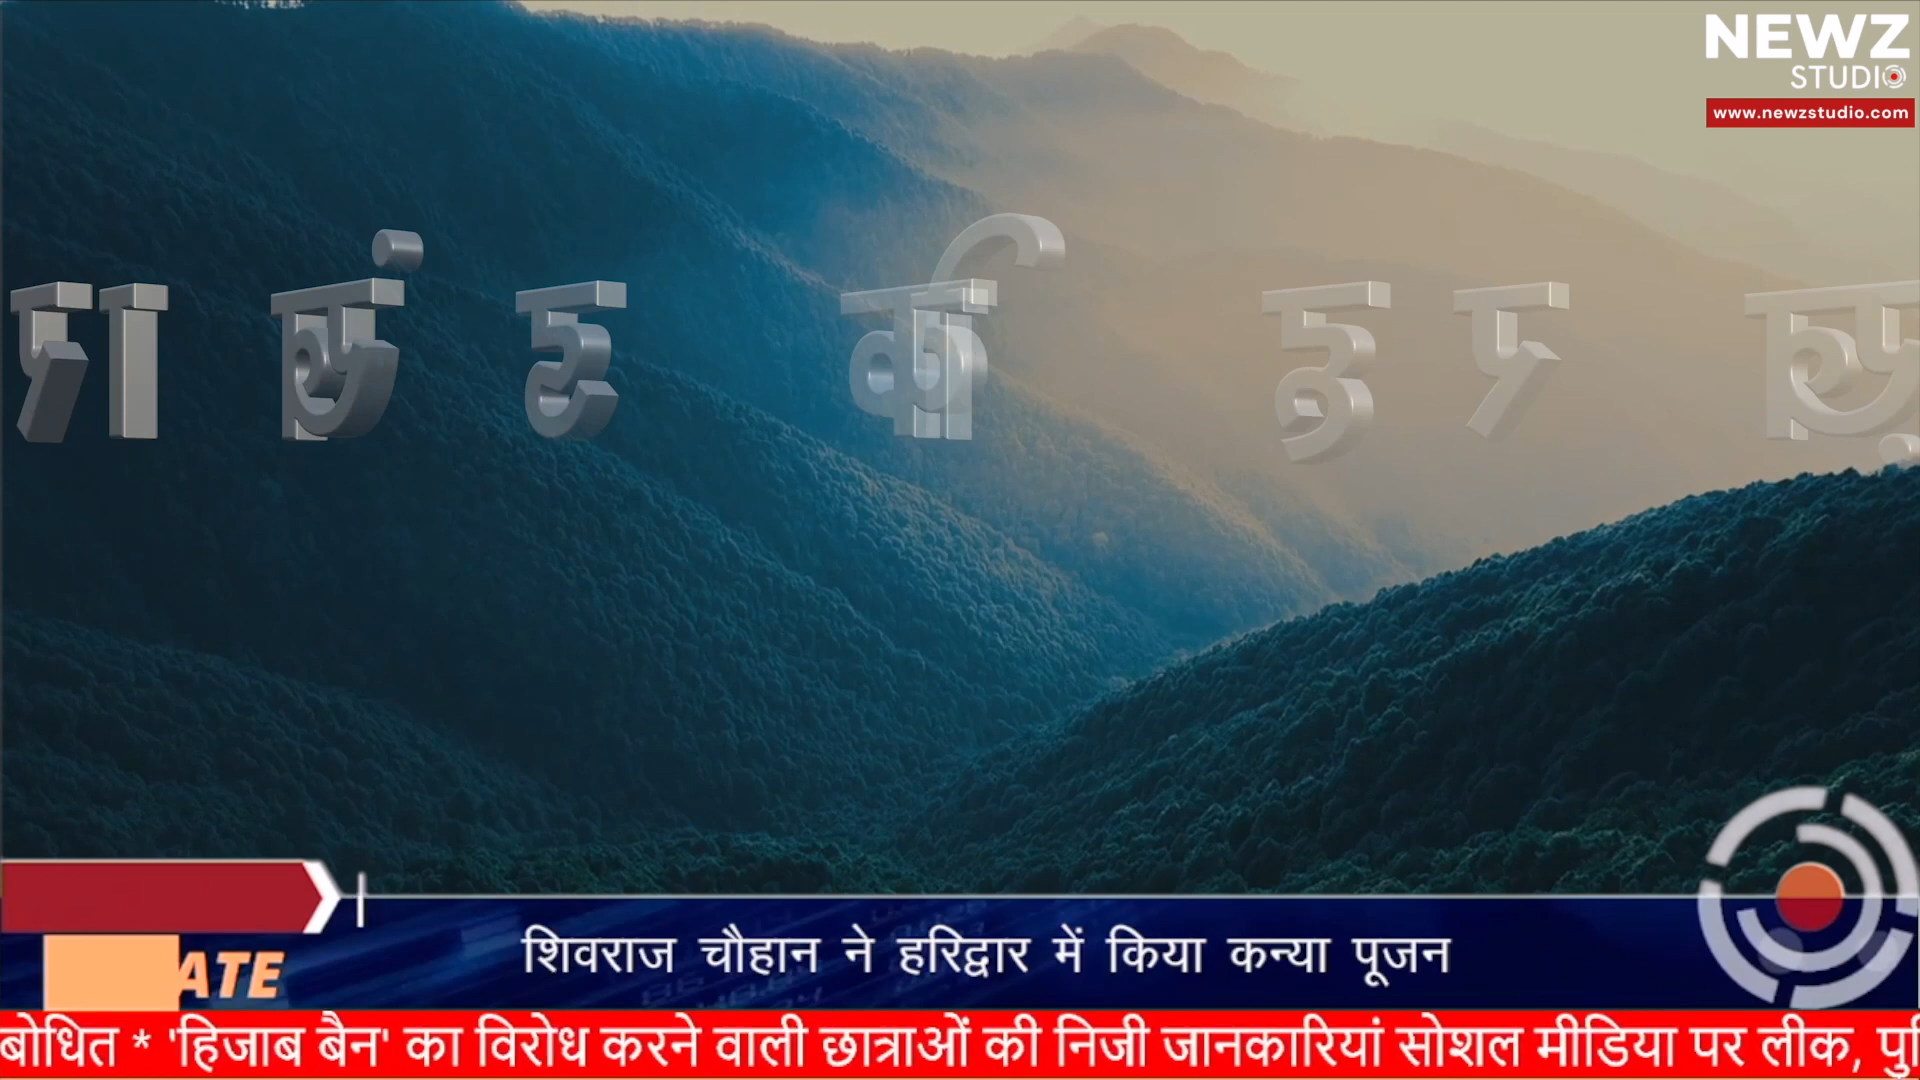 NEWZ
STUDIO
www.newzstudio.com
ATE
शिवराज चौहान ने हरिद्वार में किया कन्या पूजन
बोधित * 'हिजाब बैन' का विरोध करने वाली छात्राओं की निजी जानकारियां सोशल मीडिया पर लीक,